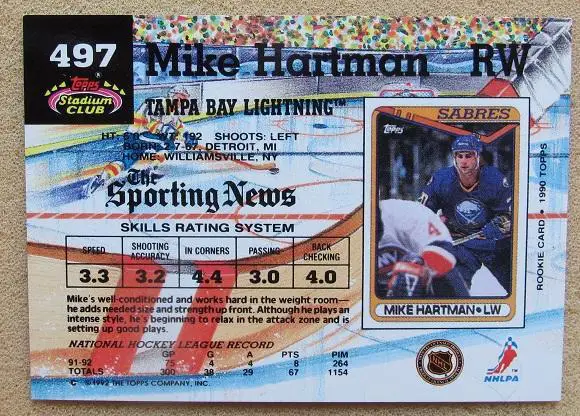 497
Mike Hartman RW
Topps
Stadium
CLUB
TAMPA BAY LIGHTNING™
HT: 6'0" WT: 192 SHOOTS: LEFT
BORN: 2-7-67, DETROIT, MI
HOME: WILLIAMSVILLE, NY
The
Sporting News
SKILLS RATING SYSTEM
SPEED SHOOTING ACCURACY IN CORNERS PASSING BACK CHECKING
3.3 3.2 4.4 3.0 4.0
Mike's well-conditioned and works hard in the weight room—
he adds needed size and strength up front. Although he plays an
intense style, he's beginning to relax in the attack zone and is
setting up good plays.
NATIONAL HOCKEY LEAGUE RECORD
GP G A PTS PIM
91-92 75 4 4 8 264
TOTALS 300 38 29 67 1154
C © 1992 THE TOPPS COMPANY, INC.
SABRES
Topps
MIKE HARTMAN • LW
ROOKIE CARD • 1990 TOPPS
NHLPA